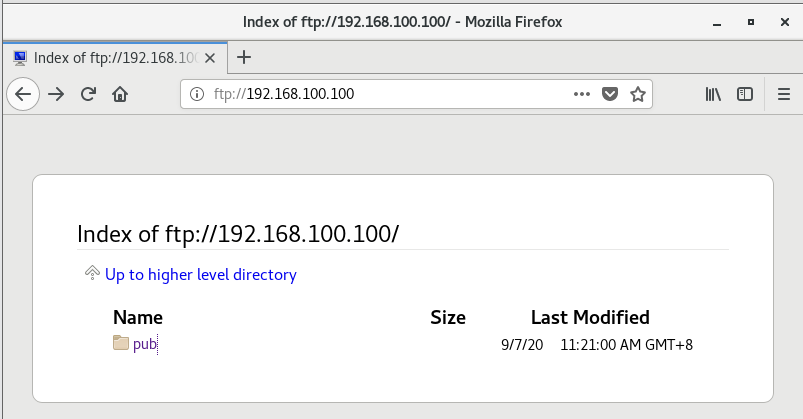 Index of ftp://192.168.100.100/ - Mozilla Firefox
Index of ftp://192.168.100
ftp://192.168.100.100
Index of ftp://192.168.100.100/
Up to higher level directory
Name Size Last Modified
pub 9/7/20 11:21:00 AM GMT+8